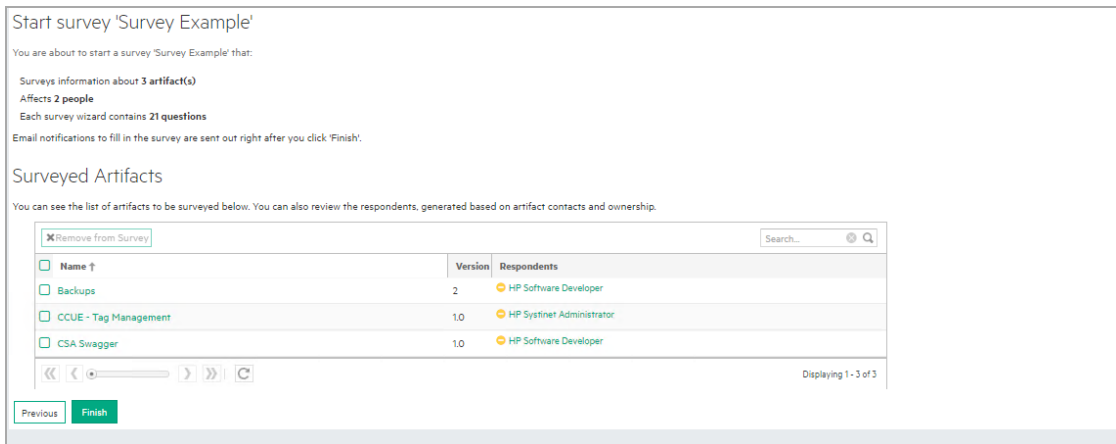 Start survey 'Survey Example'
You are about to start a survey 'Survey Example' that:
Surveys information about 3 artifact(s)
Affects 2 people
Each survey wizard contains 21 questions
Email notifications to fill in the survey are sent out right after you click 'Finish'.
Surveyed Artifacts
You can see the list of artifacts to be surveyed below. You can also review the respondents, generated based on artifact contacts and ownership.
Remove from Survey Search...
Name Version Respondents
Backups 2 HP Software Developer
CCUE - Tag Management 1.0 HP Systinet Administrator
CSA Swagger 1.0 HP Software Developer
Displaying 1 - 3 of 3
Previous Finish